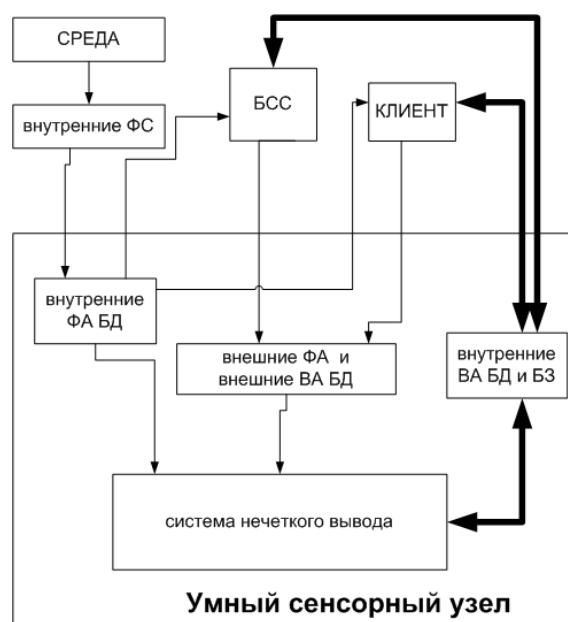 СРЕДА
БСС
КЛИЕНТ
внутренние ФС
внутренние
ФА БД
внешние ФА и
внешние ВА БД
внутренние
ВА БД и БЗ
система нечеткого вывода
Умный сенсорный узел